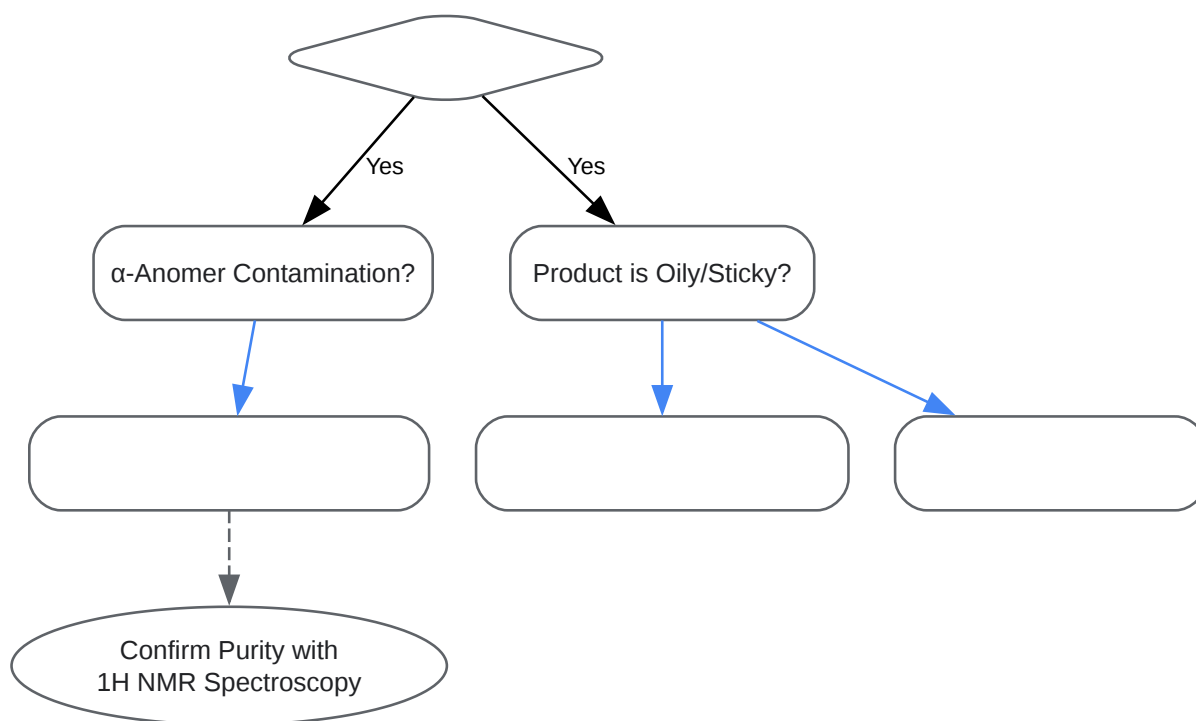 Yes
Yes
α-Anomer Contamination?
Product is Oily/Sticky?
Confirm Purity with
1H NMR Spectroscopy